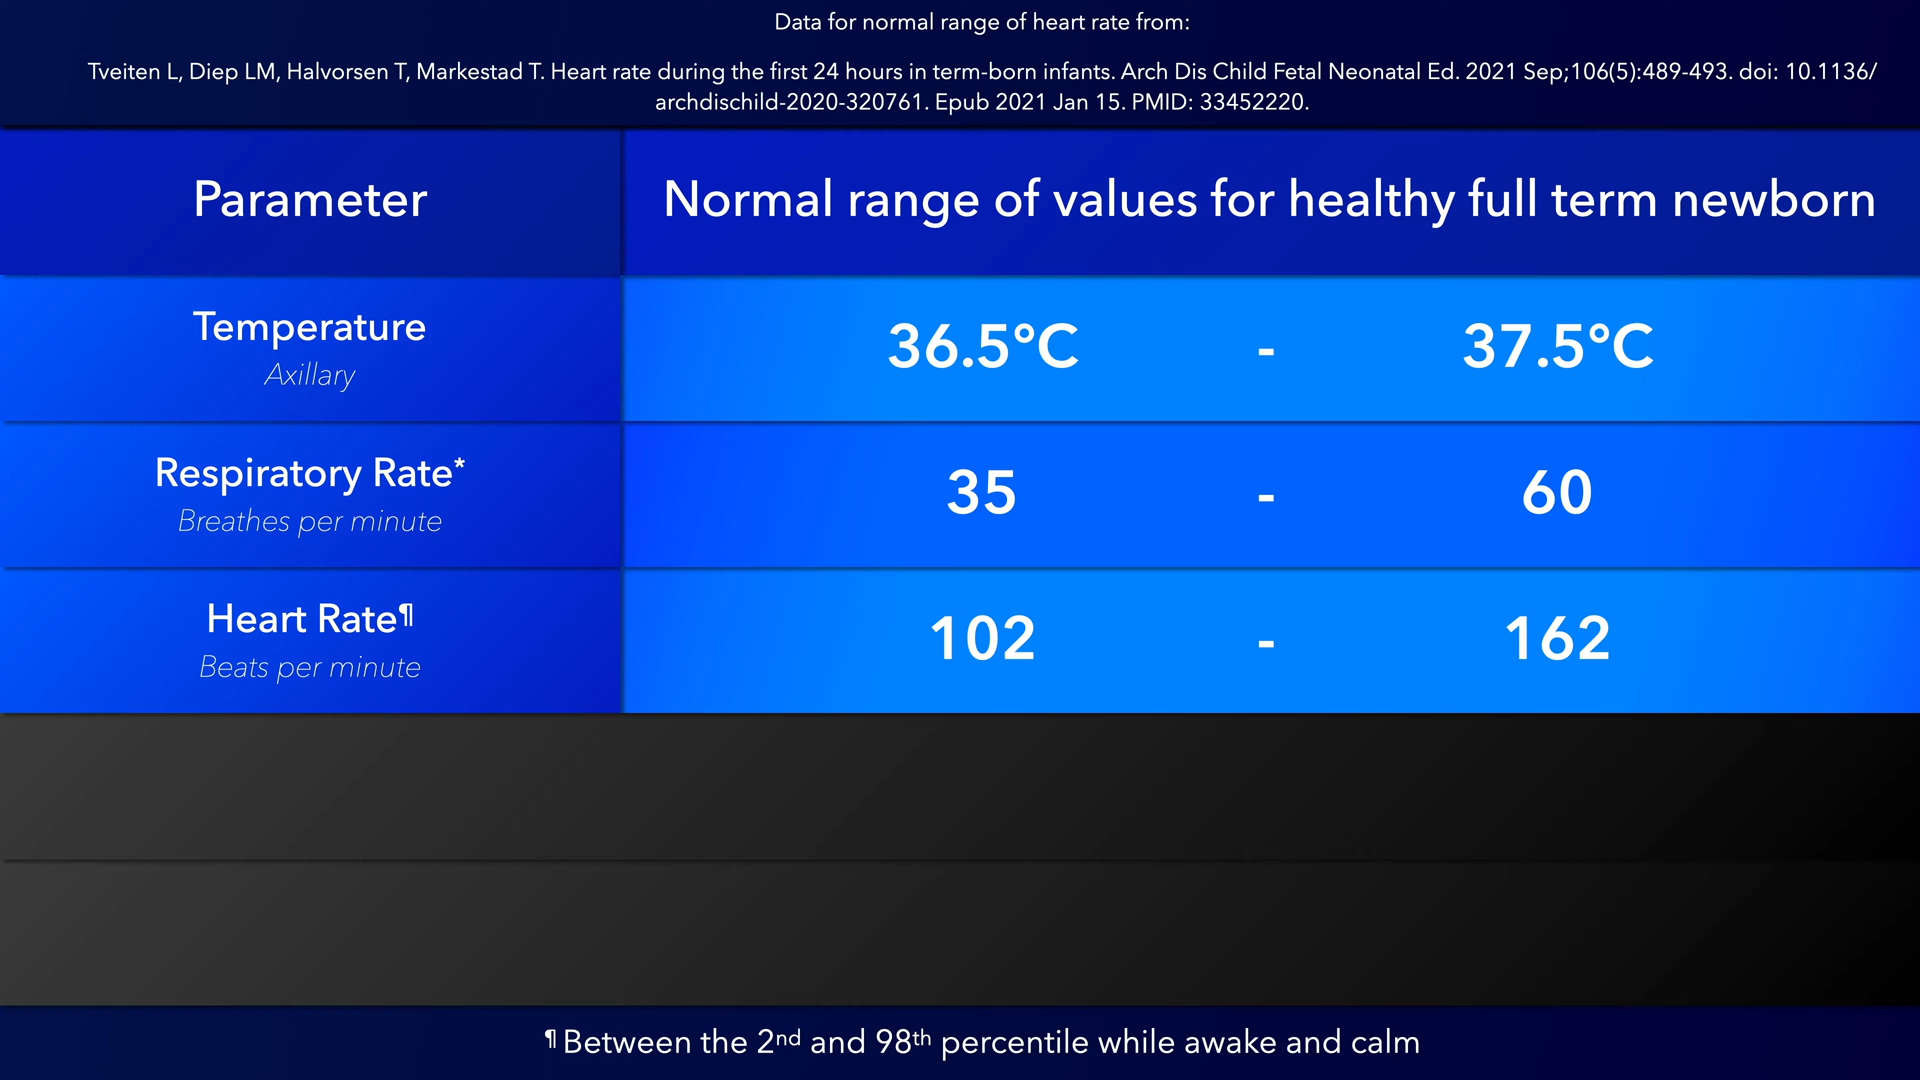 Data for normal range of heart rate from:
Tveiten L, Diep LM, Halvorsen T, Markestad T. Heart rate during the first 24 hours in term-born infants. Arch Dis Child Fetal Neonatal Ed. 2021 Sep;106(5):489-493. doi: 10.1136/
archdischild-2020-320761. Epub 2021 Jan 15. PMID: 33452220.
Parameter
Normal range of values for healthy full term newborn
Temperature
Axillary
36.5°C - 37.5°C
Respiratory Rate*
Breathes per minute
35 - 60
Heart Rate¶
Beats per minute
102 - 162
¶ Between the 2nd and 98th percentile while awake and calm